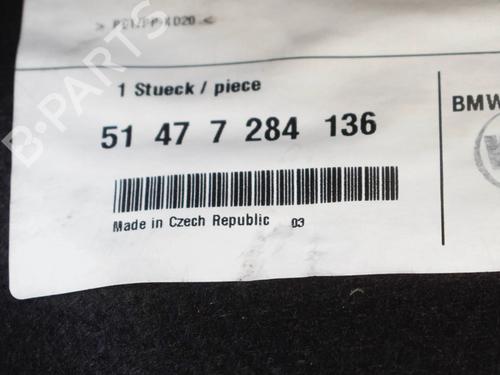 1 Stueck / piece
51 47 7 284 136
BMW
Made in Czech Republic 03
B-PARTS